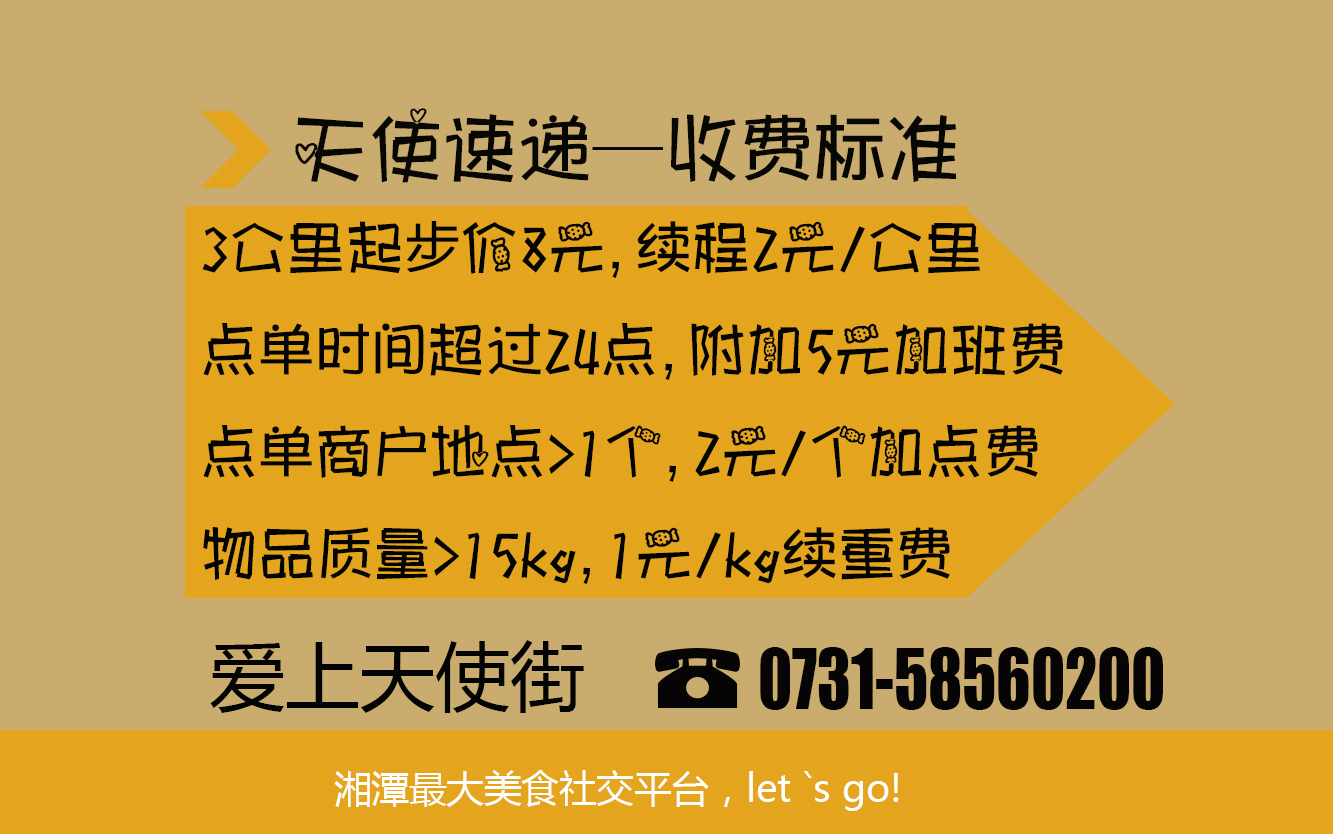 天使速递—收费标准
3公里起步价8元,续程2元/公里
点单时间超过24点,附加5元加班费
点单商户地点>1个,2元/个加点费
物品质量>15kg,1元/kg续重费
爱上天使街 ☎ 0731-58560200
湘潭最大美食社交平台，let `s go!